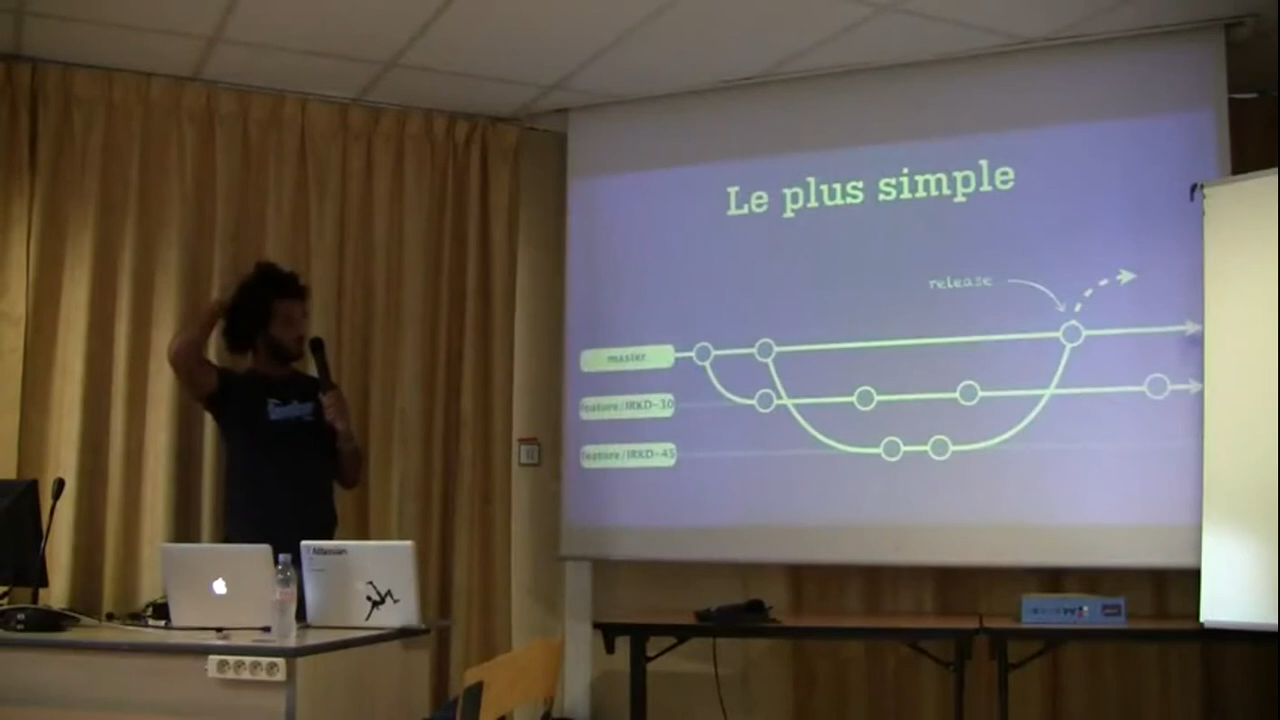 Le plus simple
release
master
feature/IRKD-30
feature/IRKD-45
Atlassian